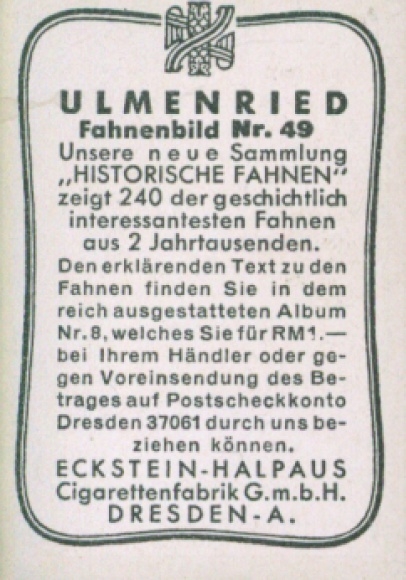 ULMENRIED
Fahnenbild Nr. 49
Unsere neue Sammlung
„HISTORISCHE FAHNEN“
zeigt 240 der geschichtlich
interessantesten Fahnen
aus 2 Jahrtausenden.
Den erklärenden Text zu den
Fahnen finden Sie in dem
reich ausgestatteten Album
Nr. 8, welches Sie für RM 1.—
bei Ihrem Händler oder ge-
gen Voreinsendung des Be-
trages auf Postscheckkonto
Dresden 37061 durch uns be-
ziehen können.
ECKSTEIN-HALPAUS
Cigarettenfabrik G.m.b.H.
DRESDEN-A.